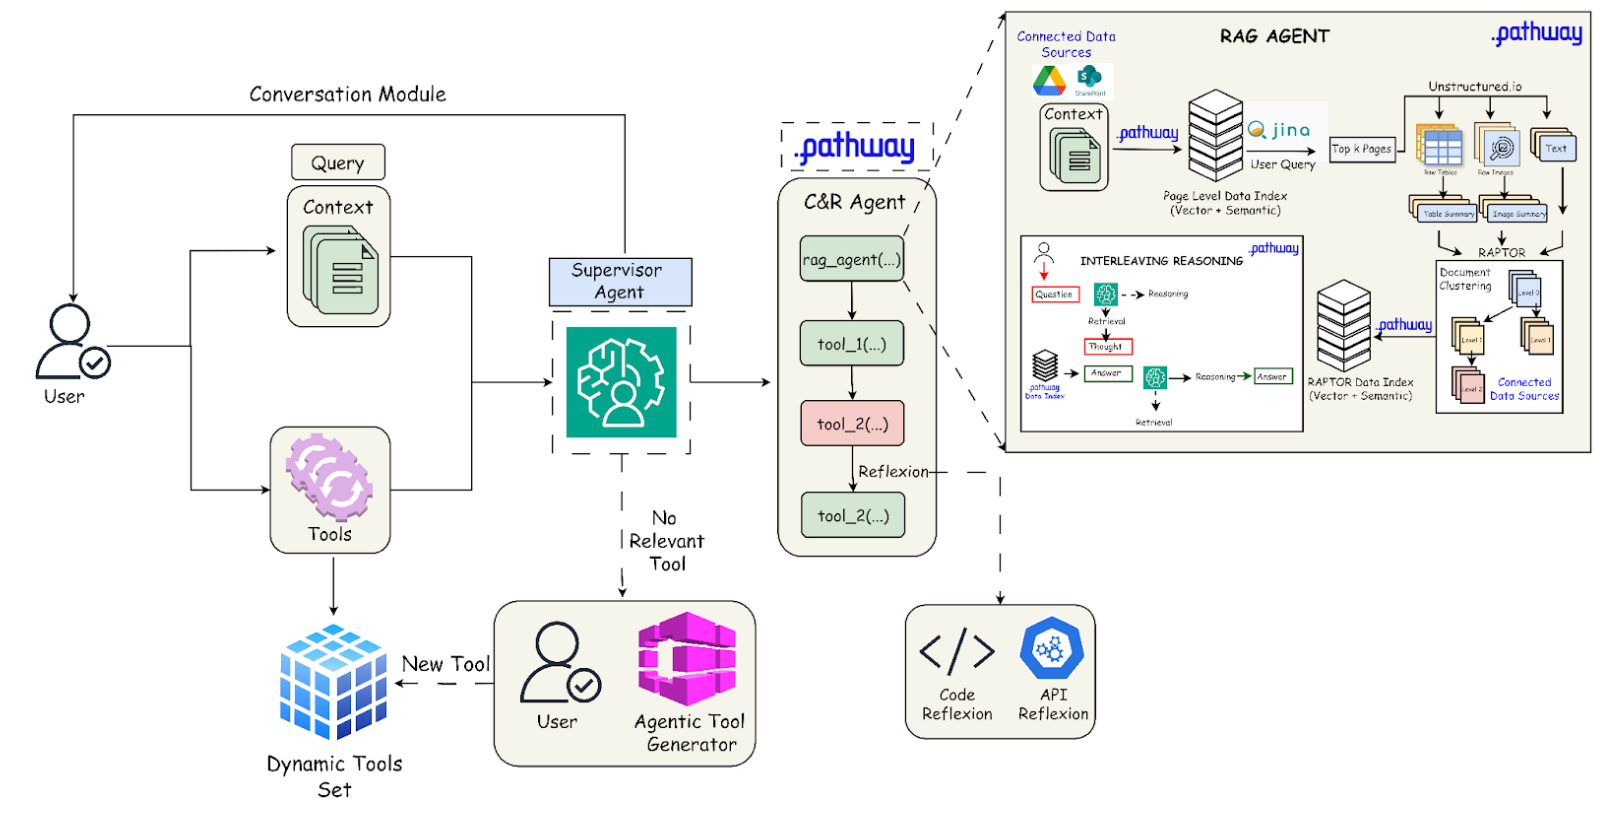 Conversation Module
Query
Context
User
Tools
Dynamic Tools
Set
New Tool
Supervisor
Agent
No
Relevant
Tool
User
Agentic Tool
Generator
.pathway
C&R Agent
rag_agent(...)
tool_1(...)
tool_2(...)
Reflexion
tool_2(...)
</>
Code
Reflexion
API
Reflexion
RAG AGENT
.pathway
Connected Data
Sources
SharePoint
Context
.pathway
Page Level Data Index
(Vector + Semantic)
jina
User Query
Top k Pages
Unstructured.io
Raw Tables
Raw Images
Text
Table Summary
Image Summary
RAPTOR
Document
Clustering
Level 0
Level 1
Level 1
Level 2
Connected
Data Sources
.pathway
RAPTOR Data Index
(Vector + Semantic)
INTERLEAVING REASONING
.pathway
Question
Reasoning
Retrieval
Thought
Answer
Reasoning
Answer
.pathway
Data Index
Retrieval